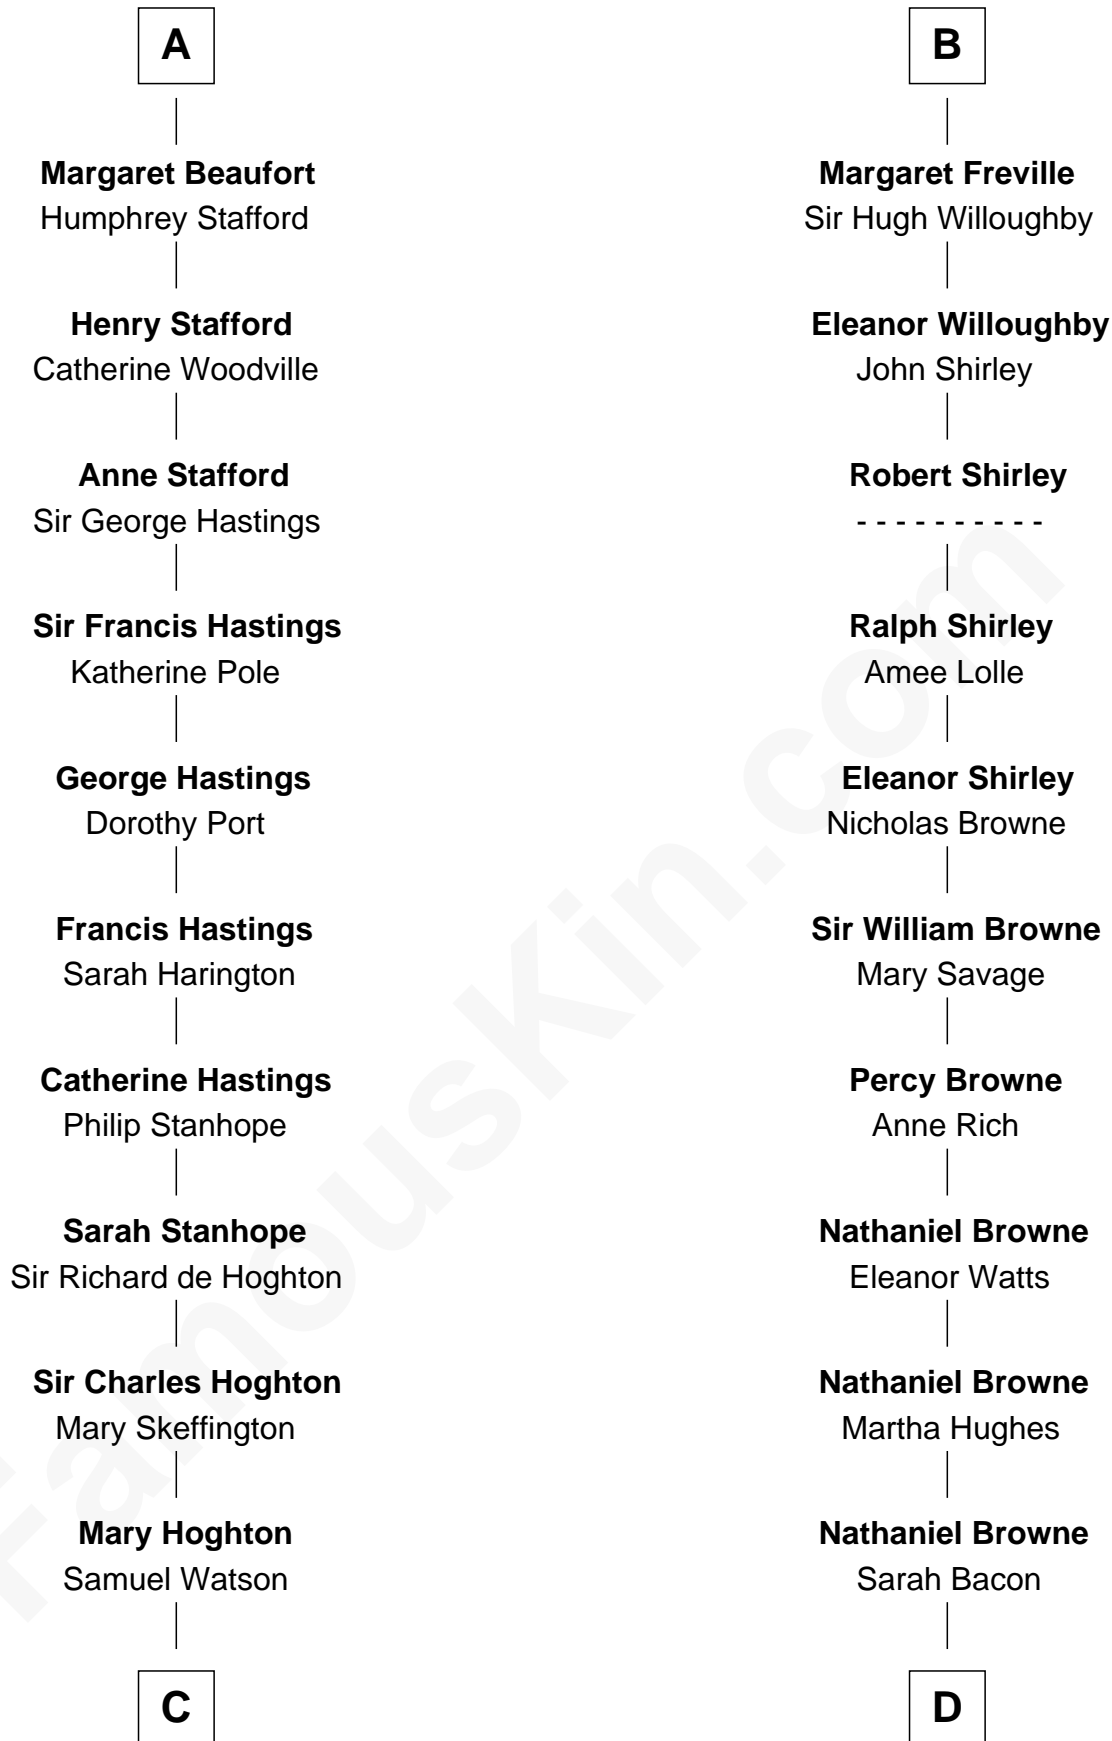 A
Margaret Beaufort
Humphrey Stafford
Henry Stafford
Catherine Woodville
Anne Stafford
Sir George Hastings
Sir Francis Hastings
Katherine Pole
George Hastings
Dorothy Port
Francis Hastings
Sarah Harington
Catherine Hastings
Philip Stanhope
Sarah Stanhope
Sir Richard de Hoghton
Sir Charles Hoghton
Mary Skeffington
Mary Hoghton
Samuel Watson
C
B
Margaret Freville
Sir Hugh Willoughby
Eleanor Willoughby
John Shirley
Robert Shirley
- - - - - - - - - -
Ralph Shirley
Amee Lolle
Eleanor Shirley
Nicholas Browne
Sir William Browne
Mary Savage
Percy Browne
Anne Rich
Nathaniel Browne
Eleanor Watts
Nathaniel Browne
Martha Hughes
Nathaniel Browne
Sarah Bacon
D
FamousKin.com